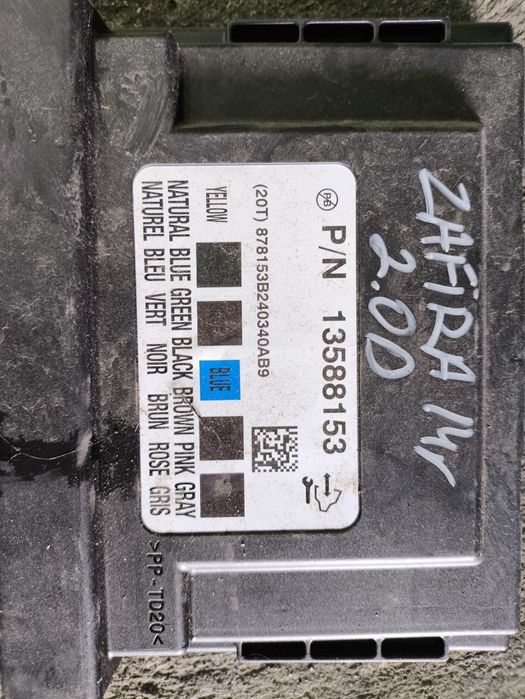 P6 P/N 13588153
(20T) 878153B240340AB9
YELLOW BLUE
NATURAL BLUE GREEN BLACK BROWN PINK GRAY
NATUREL BLEU VERT NOIR BRUN ROSE GRIS
>PP-TD20<
ZAFIRA 14r
2.0D